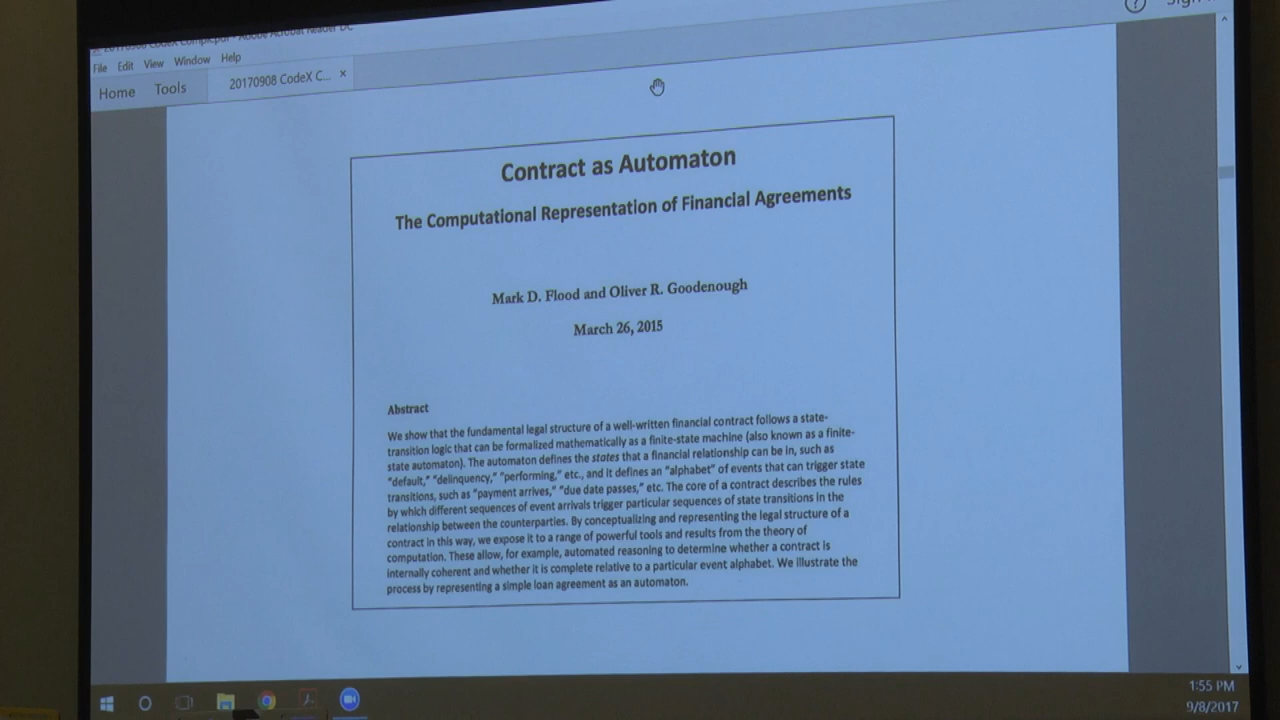 20170908 CodeX Compl.pdf - Adobe Acrobat Reader DC
File Edit View Window Help
Home Tools 20170908 CodeX C... ×
?
Sign
Contract as Automaton
The Computational Representation of Financial Agreements
Mark D. Flood and Oliver R. Goodenough
March 26, 2015
Abstract
We show that the fundamental legal structure of a well-written financial contract follows a state-
transition logic that can be formalized mathematically as a finite-state machine (also known as a finite-
state automaton). The automaton defines the states that a financial relationship can be in, such as
“default,” “delinquency,” “performing,” etc., and it defines an “alphabet” of events that can trigger state
transitions, such as “payment arrives,” “due date passes,” etc. The core of a contract describes the rules
by which different sequences of event arrivals trigger particular sequences of state transitions in the
relationship between the counterparties. By conceptualizing and representing the legal structure of a
contract in this way, we expose it to a range of powerful tools and results from the theory of
computation. These allow, for example, automated reasoning to determine whether a contract is
internally coherent and whether it is complete relative to a particular event alphabet. We illustrate the
process by representing a simple loan agreement as an automaton.
1:55 PM
9/8/2017